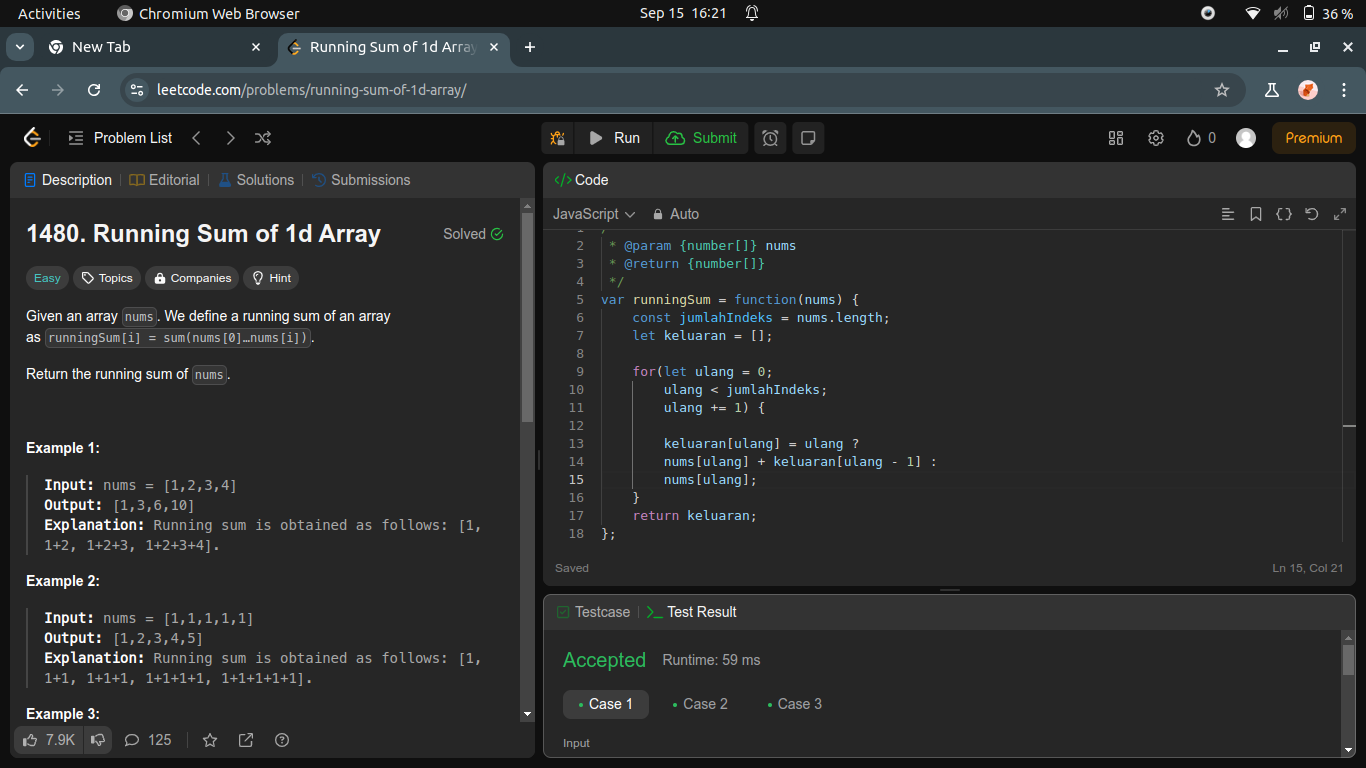 Activities
Chromium Web Browser
Sep 15 16:21
36 %
New Tab
Running Sum of 1d Array
leetcode.com/problems/running-sum-of-1d-array/
Problem List
Run
Submit
0
Premium
Description
Editorial
Solutions
Submissions
1480. Running Sum of 1d Array
Solved
Easy
Topics
Companies
Hint
Given an array nums. We define a running sum of an array
as runningSum[i] = sum(nums[0]…nums[i]).
Return the running sum of nums.
Example 1:
Input: nums = [1,2,3,4]
Output: [1,3,6,10]
Explanation: Running sum is obtained as follows: [1,
1+2, 1+2+3, 1+2+3+4].
Example 2:
Input: nums = [1,1,1,1,1]
Output: [1,2,3,4,5]
Explanation: Running sum is obtained as follows: [1,
1+1, 1+1+1, 1+1+1+1, 1+1+1+1+1].
Example 3:
7.9K
125
</> Code
JavaScript
Auto
2 * @param {number[]} nums
3 * @return {number[]}
4 */
5 var runningSum = function(nums) {
6 const jumlahIndeks = nums.length;
7 let keluaran = [];
8
9 for(let ulang = 0;
10 ulang < jumlahIndeks;
11 ulang += 1) {
12
13 keluaran[ulang] = ulang ?
14 nums[ulang] + keluaran[ulang - 1] :
15 nums[ulang];
16 }
17 return keluaran;
18 };
Saved
Ln 15, Col 21
Testcase
Test Result
Accepted
Runtime: 59 ms
Case 1
Case 2
Case 3
Input